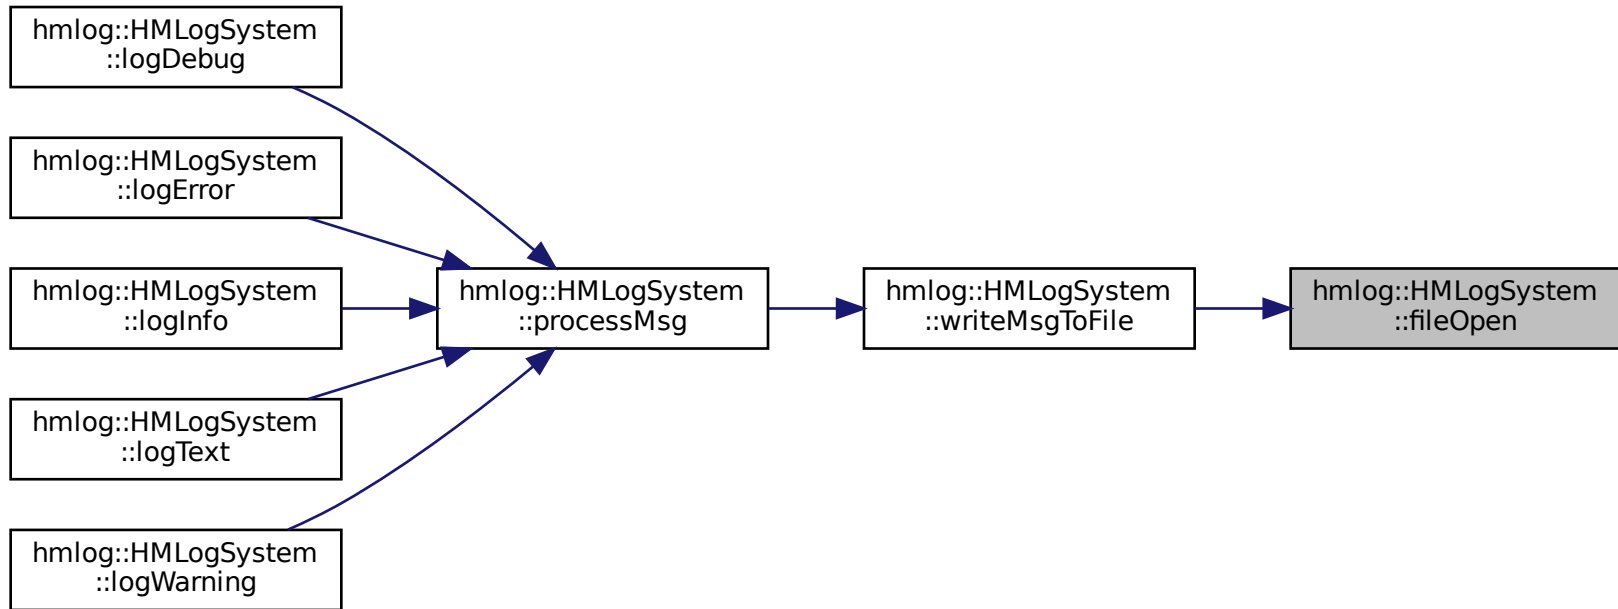 hmlog::HMLogSystem
::logDebug
hmlog::HMLogSystem
::logError
hmlog::HMLogSystem
::logInfo
hmlog::HMLogSystem
::logText
hmlog::HMLogSystem
::logWarning
hmlog::HMLogSystem
::processMsg
hmlog::HMLogSystem
::writeMsgToFile
hmlog::HMLogSystem
::fileOpen